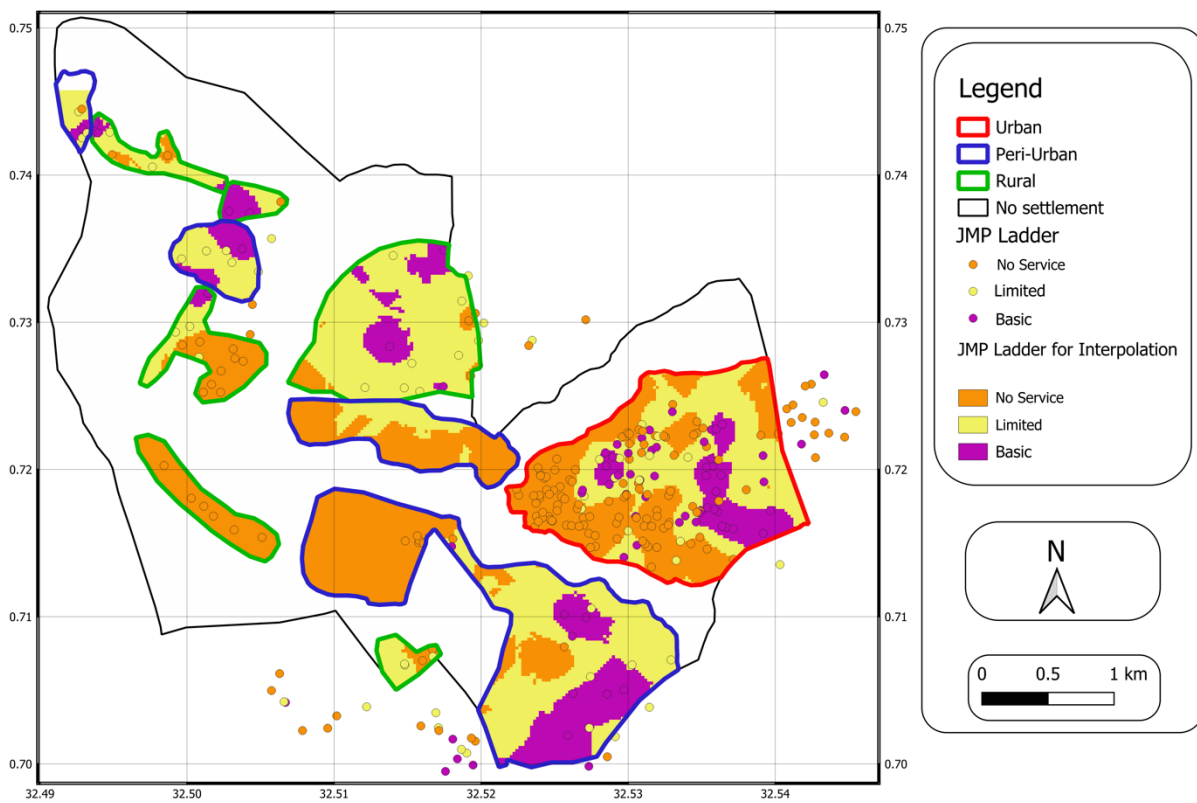 0.75
0.75
0.74
0.74
0.73
0.73
0.72
0.72
0.71
0.71
0.70
0.70
32.49
32.50
32.51
32.52
32.53
32.54
Legend
Urban
Peri-Urban
Rural
No settlement
JMP Ladder
No Service
Limited
Basic
JMP Ladder for Interpolation
No Service
Limited
Basic
N
0 0.5 1 km